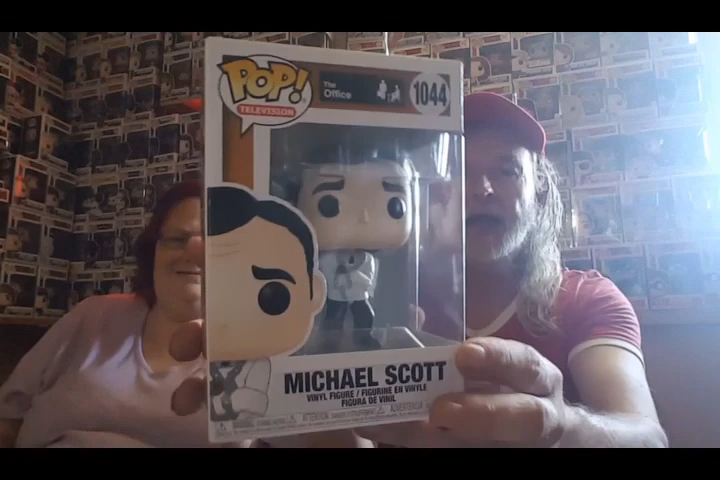 POP!
TELEVISION
The
Office
1044
MICHAEL SCOTT
VINYL FIGURE / FIGURINE EN VINYLE
FIGURA DE VINIL